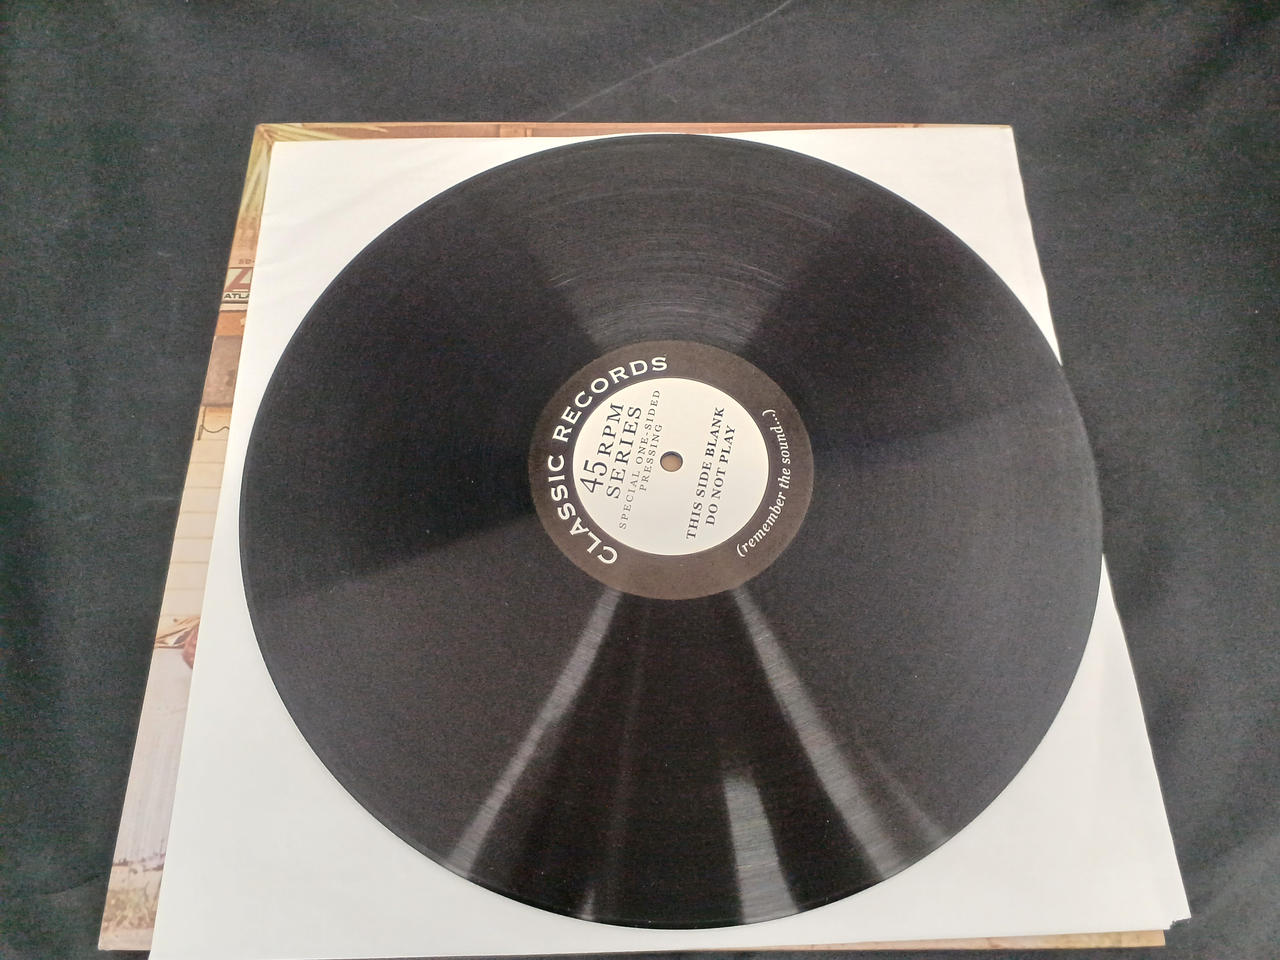 CLASSIC RECORDS
45 RPM
SERIES
SPECIAL ONE-SIDED
PRESSING
THIS SIDE BLANK
DO NOT PLAY
(remember the sound...)